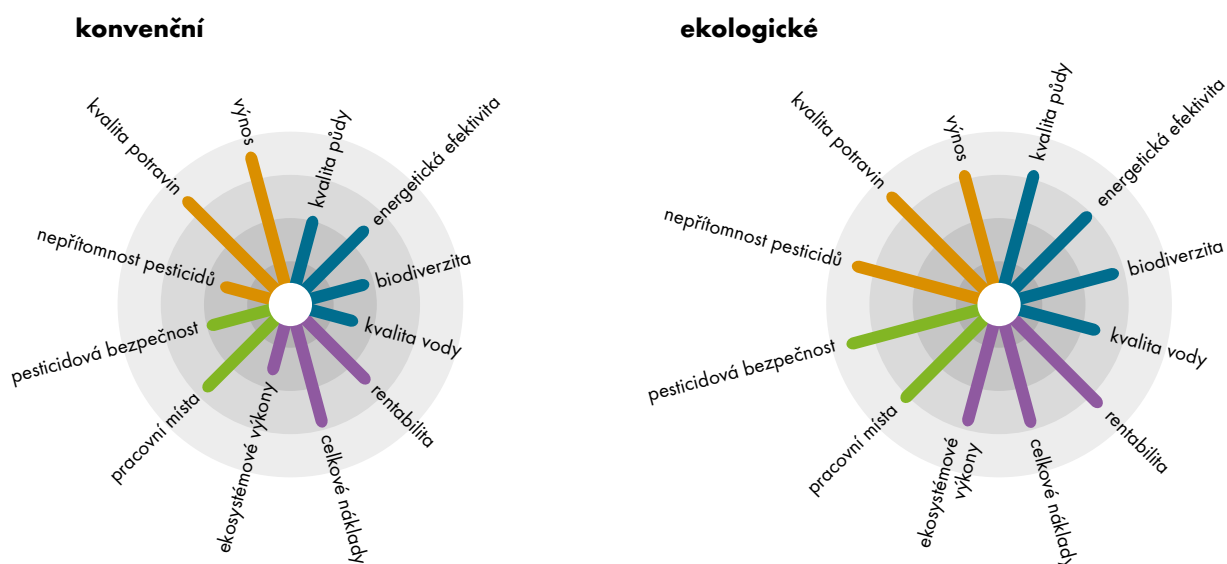 konvenční
výnos
kvalita půdy
energetická efektivita
biodiverzita
kvalita vody
rentabilita
celkové náklady
ekosystémové výkony
pracovní místa
pesticidová bezpečnost
nepřítomnost pesticidů
kvalita potravin
ekologické
výnos
kvalita půdy
energetická efektivita
biodiverzita
kvalita vody
rentabilita
celkové náklady
ekosystémové
výkony
pracovní místa
pesticidová bezpečnost
nepřítomnost pesticidů
kvalita potravin